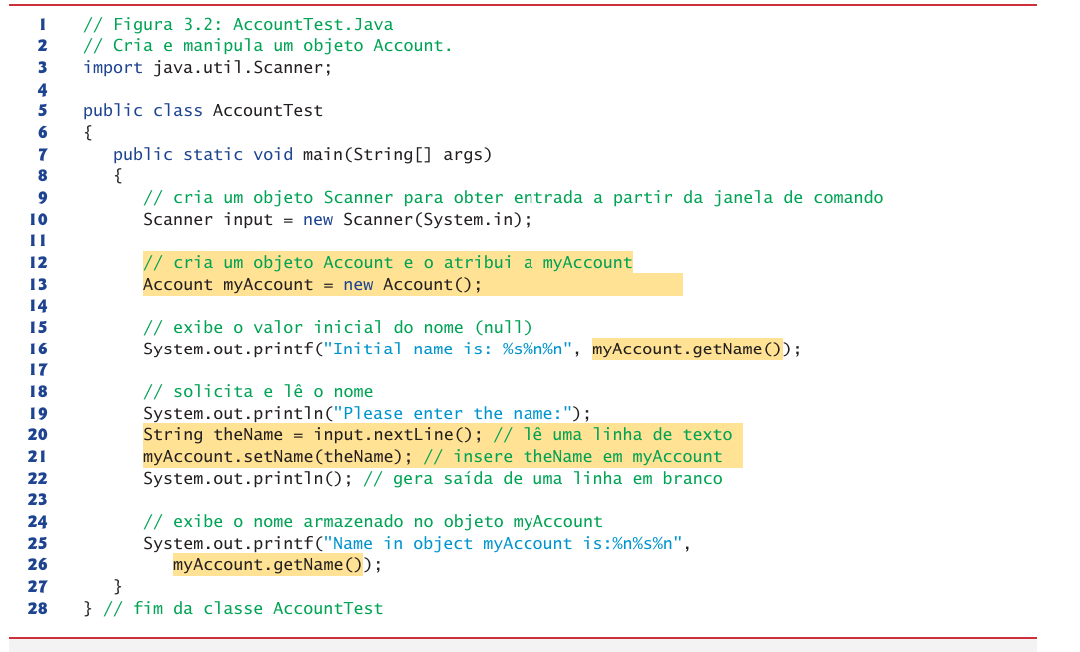 1 // Figura 3.2: AccountTest.Java
2 // Cria e manipula um objeto Account.
3 import java.util.Scanner;
4
5 public class AccountTest
6 {
7    public static void main(String[] args)
8    {
9       // cria um objeto Scanner para obter entrada a partir da janela de comando
10       Scanner input = new Scanner(System.in);
11
12       // cria um objeto Account e o atribui a myAccount
13       Account myAccount = new Account();
14
15       // exibe o valor inicial do nome (null)
16       System.out.printf("Initial name is: %s%n%n", myAccount.getName());
17
18       // solicita e lê o nome
19       System.out.println("Please enter the name:");
20       String theName = input.nextLine(); // lê uma linha de texto
21       myAccount.setName(theName); // insere theName em myAccount
22       System.out.println(); // gera saída de uma linha em branco
23
24       // exibe o nome armazenado no objeto myAccount
25       System.out.printf("Name in object myAccount is:%n%s%n",
26          myAccount.getName());
27    }
28 } // fim da classe AccountTest